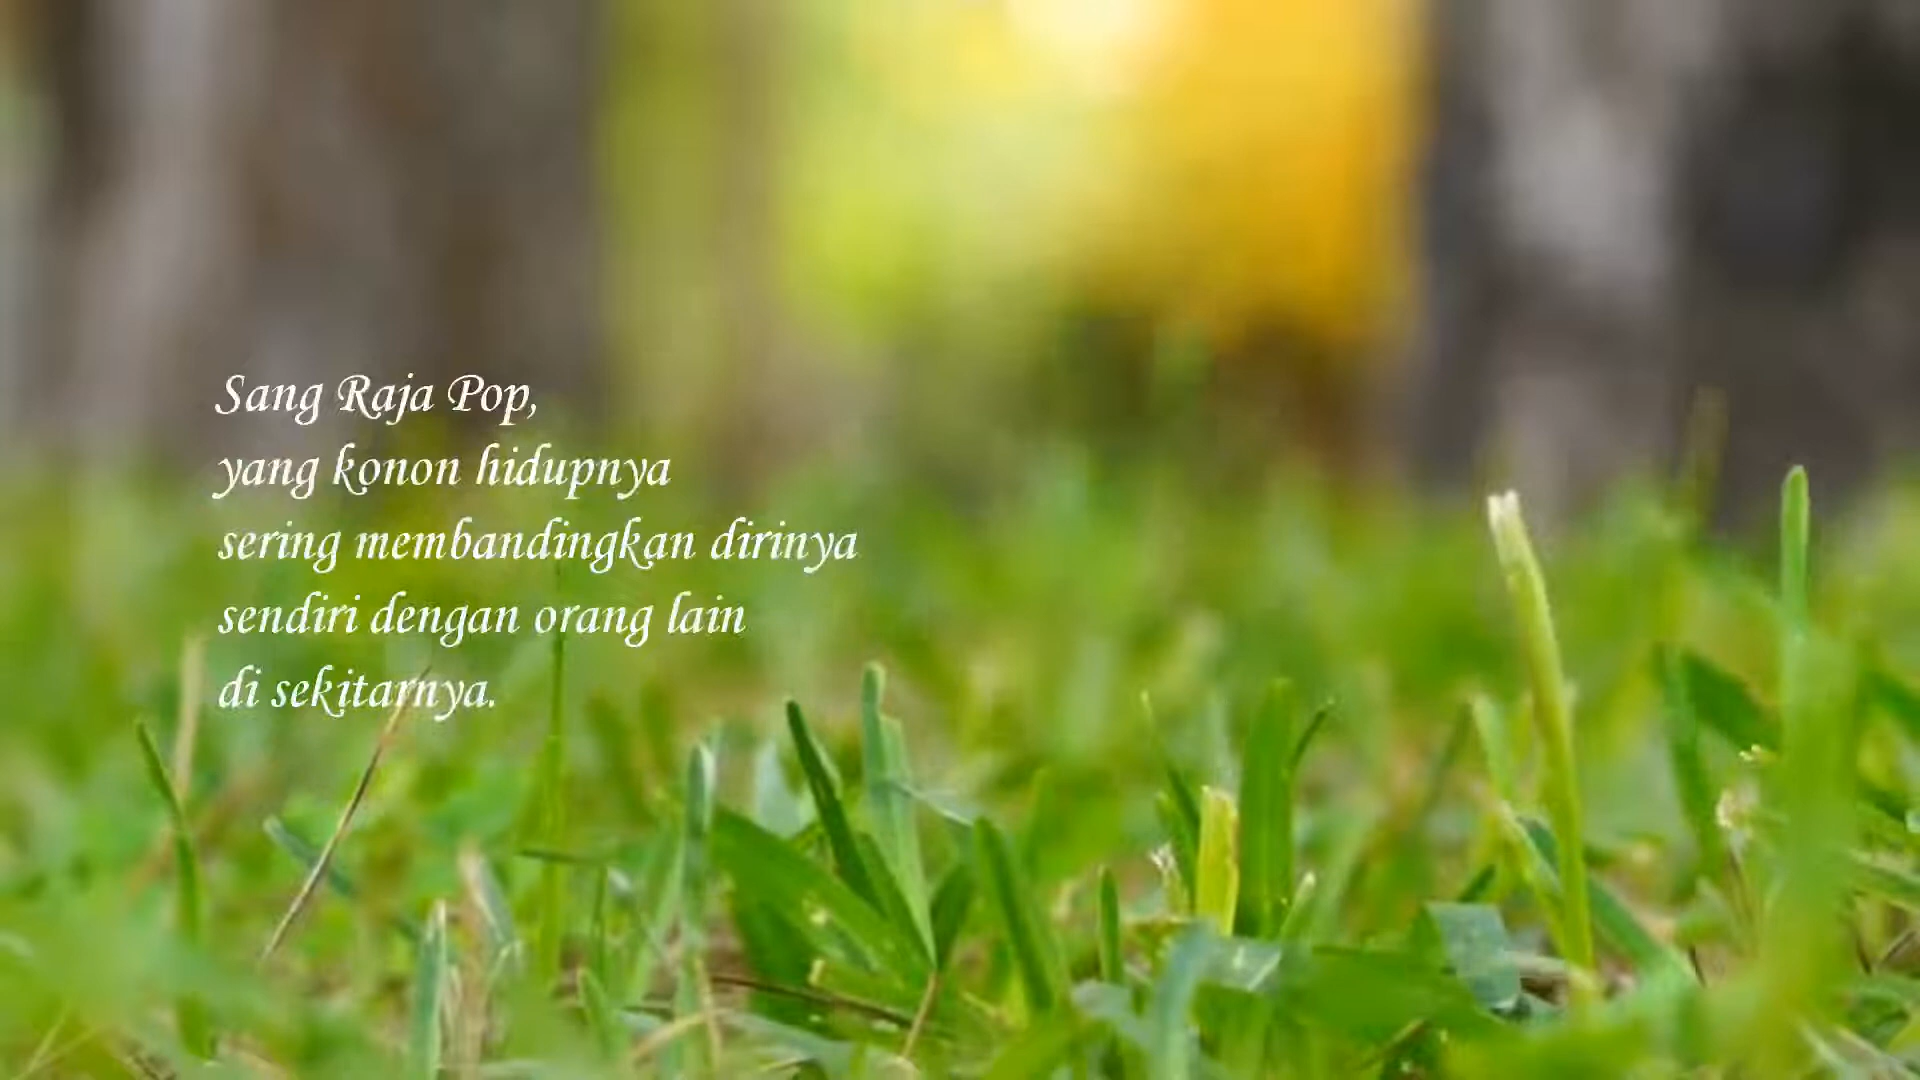 Sang Raja Pop,
yang konon hidupnya
sering membandingkan dirinya
sendiri dengan orang lain
di sekitarnya.